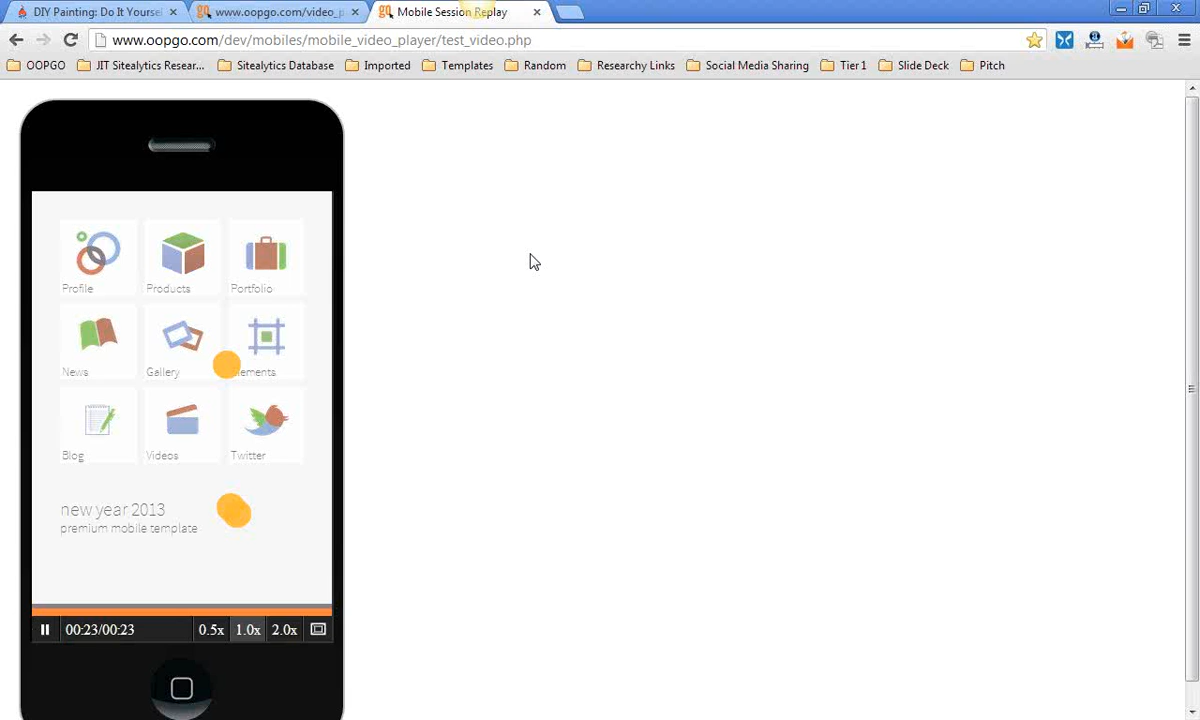 DIY Painting: Do It Yourse
www.oopgo.com/video_p
Mobile Session Replay
www.oopgo.com/dev/mobiles/mobile_video_player/test_video.php
OOPGO
JIT Sitealytics Resear...
Sitealytics Database
Imported
Templates
Random
Researchy Links
Social Media Sharing
Tier 1
Slide Deck
Pitch
Profile
Products
Portfolio
News
Gallery
lements
Blog
Videos
Twitter
new year 2013
premium mobile template
00:23/00:23
0.5x
1.0x
2.0x